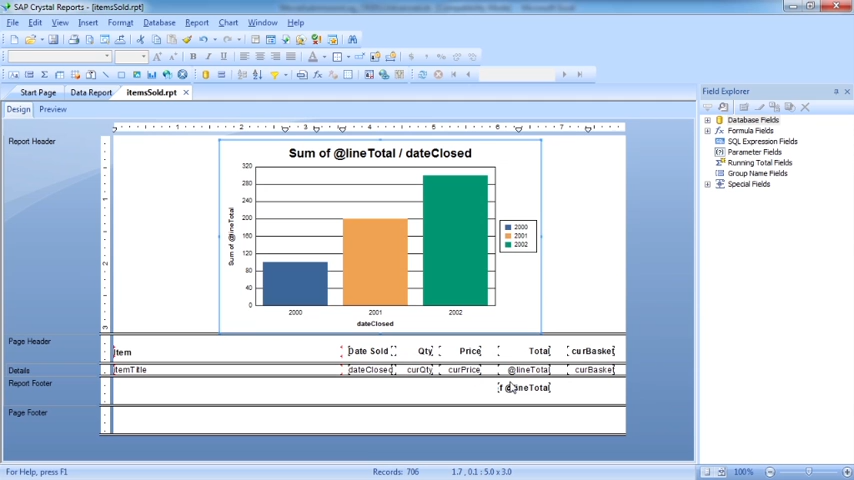 SAP Crystal Reports - [itemsSold.rpt]
File Edit View Insert Format Database Report Chart Window Help
Start Page Data Report itemsSold.rpt
Design Preview
Field Explorer
Database Fields
Formula Fields
SQL Expression Fields
Parameter Fields
Running Total Fields
Group Name Fields
Special Fields
Report Header
Sum of @lineTotal / dateClosed
Sum of @lineTotal
320
280
240
200
160
120
80
40
0
2000 2001 2002
dateClosed
2000
2001
2002
Page Header
Item Date Sold Qty Price Total curBasket
Details
itemTitle dateClosed curQty curPrice @lineTotal curBasket
Report Footer
f @lineTotal
Page Footer
For Help, press F1
Records: 706
1.7 , 0.1 : 5.0 x 3.0
100%